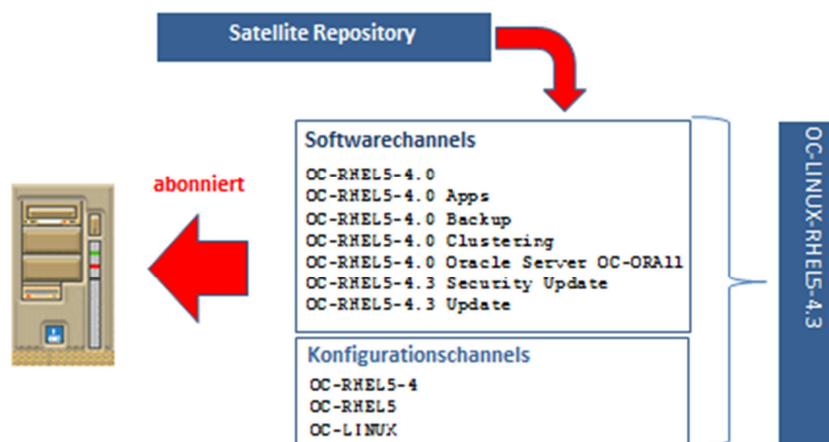 Satellite Repository
Softwarechannels
OC-RHEL5-4.0
OC-RHEL5-4.0 Apps
OC-RHEL5-4.0 Backup
OC-RHEL5-4.0 Clustering
OC-RHEL5-4.0 Oracle Server OC-ORA11
OC-RHEL5-4.3 Security Update
OC-RHEL5-4.3 Update
abonniert
Konfigurationschannels
OC-RHEL5-4
OC-RHEL5
OC-LINUX
OC-LINUX-RHEL5-4.3